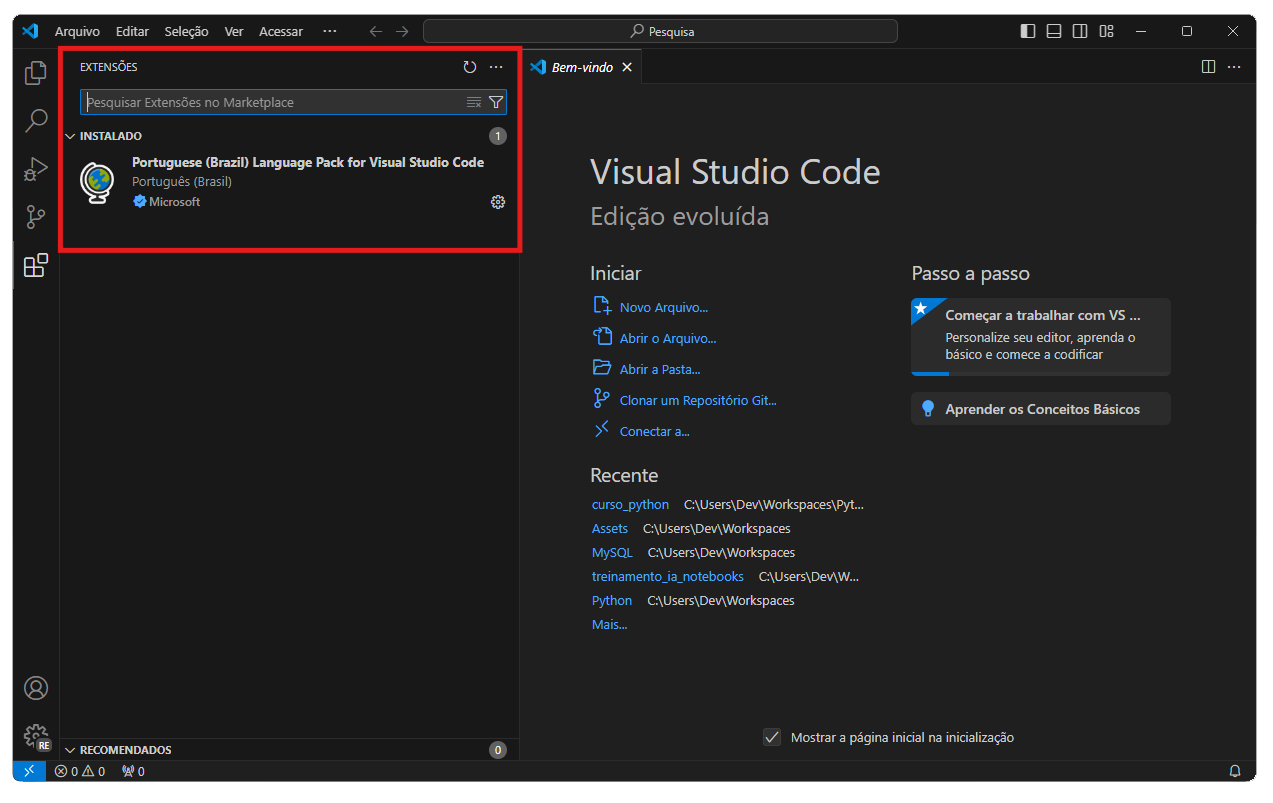 Arquivo Editar Seleção Ver Acessar ···
Pesquisa
EXTENSÕES
Pesquisar Extensões no Marketplace
INSTALADO 1
Portuguese (Brazil) Language Pack for Visual Studio Code
Português (Brasil)
Microsoft
RECOMENDADOS 0
RE
0 0 0
Bem-vindo
Visual Studio Code
Edição evoluída
Iniciar
Novo Arquivo...
Abrir o Arquivo...
Abrir a Pasta...
Clonar um Repositório Git...
Conectar a...
Recente
curso_python C:\Users\Dev\Workspaces\Pyt...
Assets C:\Users\Dev\Workspaces
MySQL C:\Users\Dev\Workspaces
treinamento_ia_notebooks C:\Users\Dev\W...
Python C:\Users\Dev\Workspaces
Mais...
Passo a passo
Começar a trabalhar com VS ...
Personalize seu editor, aprenda o
básico e comece a codificar
Aprender os Conceitos Básicos
Mostrar a página inicial na inicialização